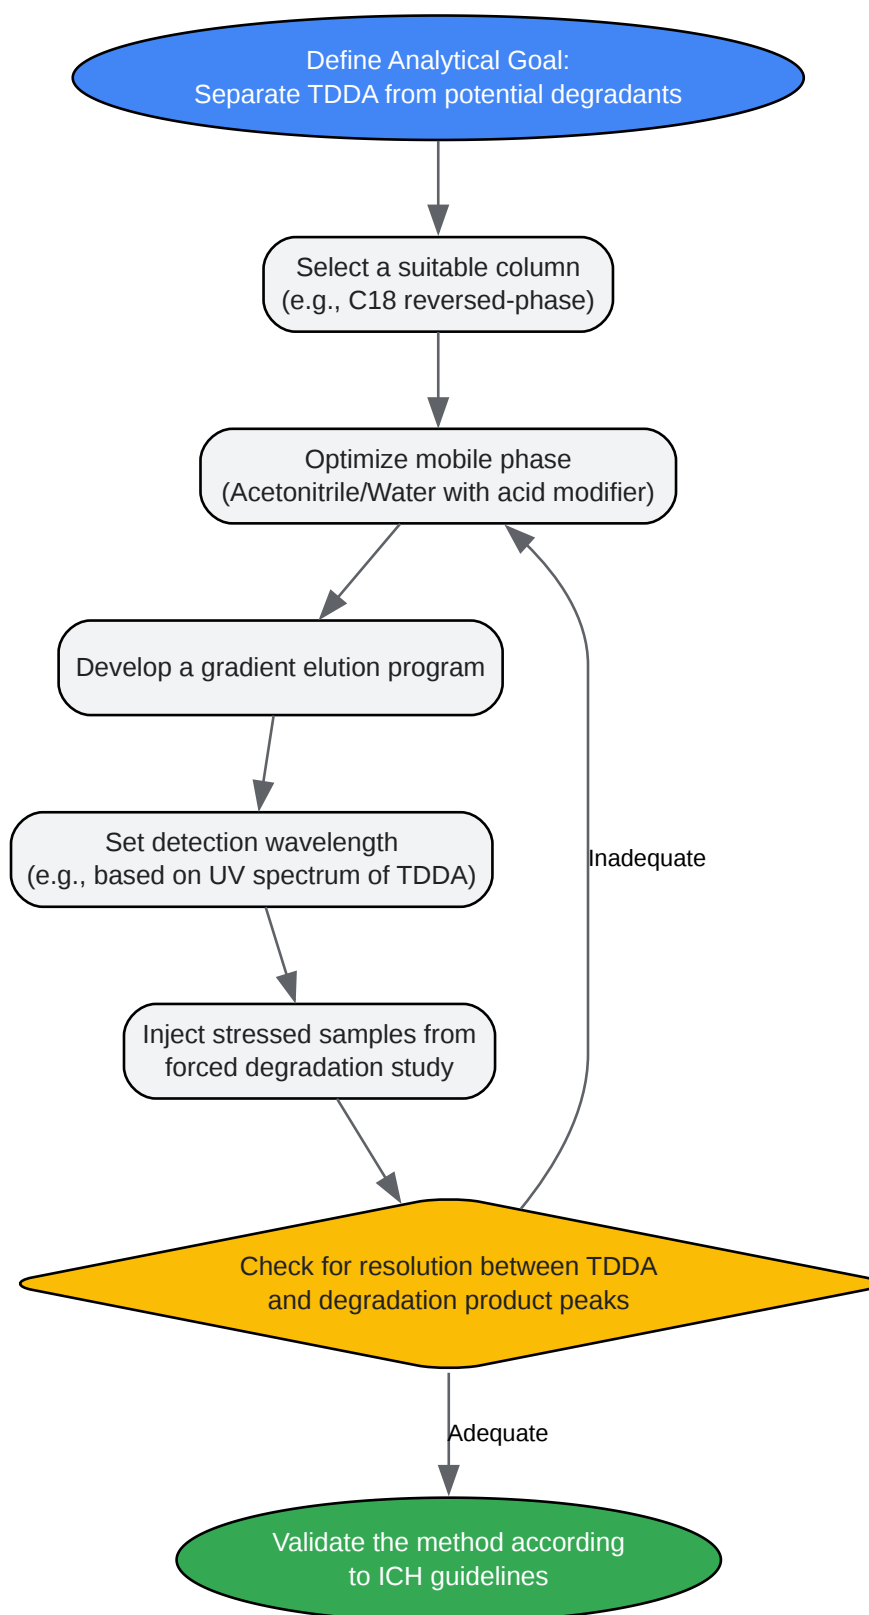 Define Analytical Goal:
Separate TDDA from potential degradants
Select a suitable column
(e.g., C18 reversed-phase)
Optimize mobile phase
(Acetonitrile/Water with acid modifier)
Develop a gradient elution program
Set detection wavelength
(e.g., based on UV spectrum of TDDA)
Inadequate
Inject stressed samples from
forced degradation study
Check for resolution between TDDA
and degradation product peaks
Adequate
Validate the method according
to ICH guidelines